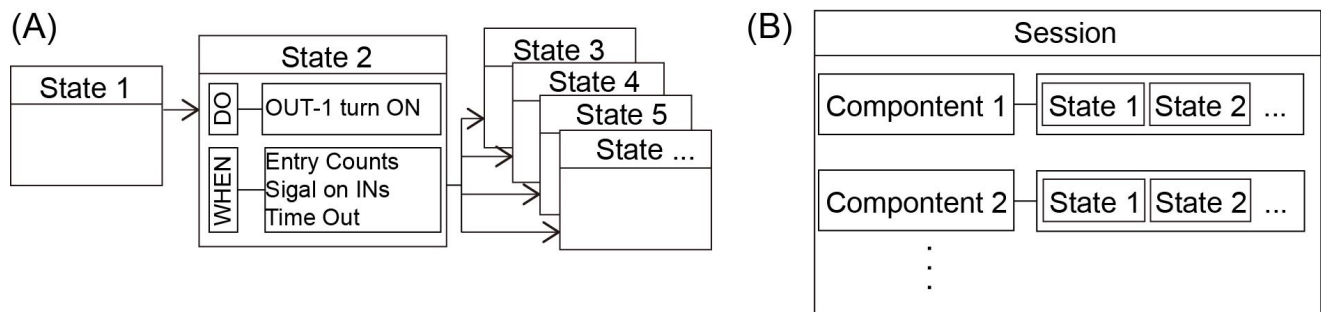 (A)
State 1
State 2
DO
OUT-1 turn ON
WHEN
Entry Counts
Sigal on INs
Time Out
State 3
State 4
State 5
State ...
(B)
Session
Compontent 1
State 1 State 2 ...
Compontent 2
State 1 State 2 ...